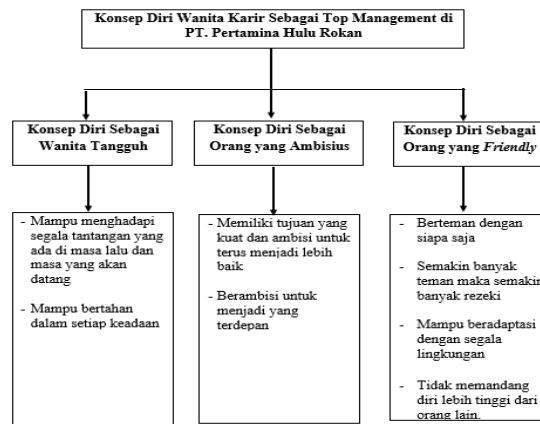 Konsep Diri Wanita Karir Sebagai Top Management di
PT. Pertamina Hulu Rokan
Konsep Diri Sebagai
Wanita Tangguh
Konsep Diri Sebagai
Orang yang Ambisius
Konsep Diri Sebagai
Orang yang Friendly
- Mampu menghadapi
segala tantangan yang
ada di masa lalu dan
masa yang akan
datang
- Mampu bertahan
dalam setiap keadaan
- Memiliki tujuan yang
kuat dan ambisi untuk
terus menjadi lebih
baik
- Berambisi untuk
menjadi yang
terdepan
- Berteman dengan
siapa saja
- Semakin banyak
teman maka semakin
banyak rezeki
- Mampu beradaptasi
dengan segala
lingkungan
- Tidak memandang
diri lebih tinggi dari
orang lain.